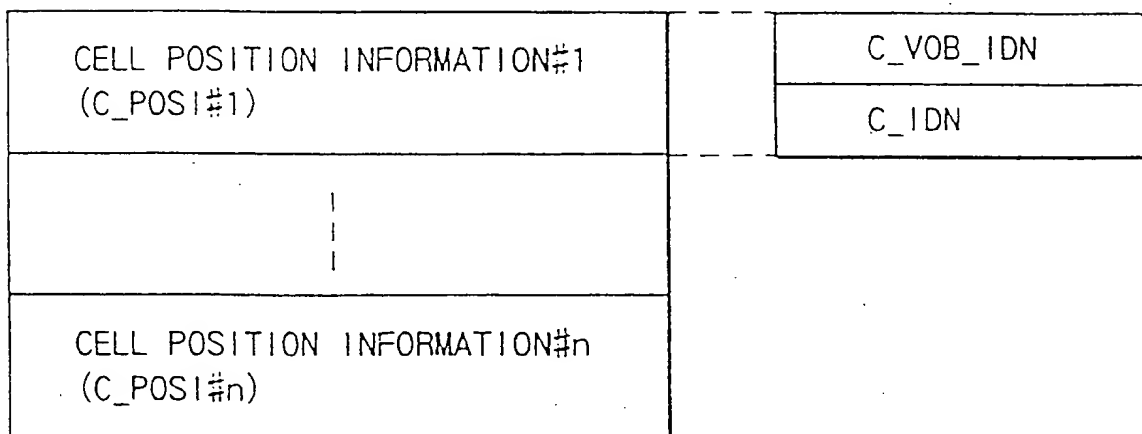 CELL POSITION INFORMATION#1
(C_POSI#1)
C_VOB_IDN
C_IDN
CELL POSITION INFORMATION#n
(C_POSI#n)